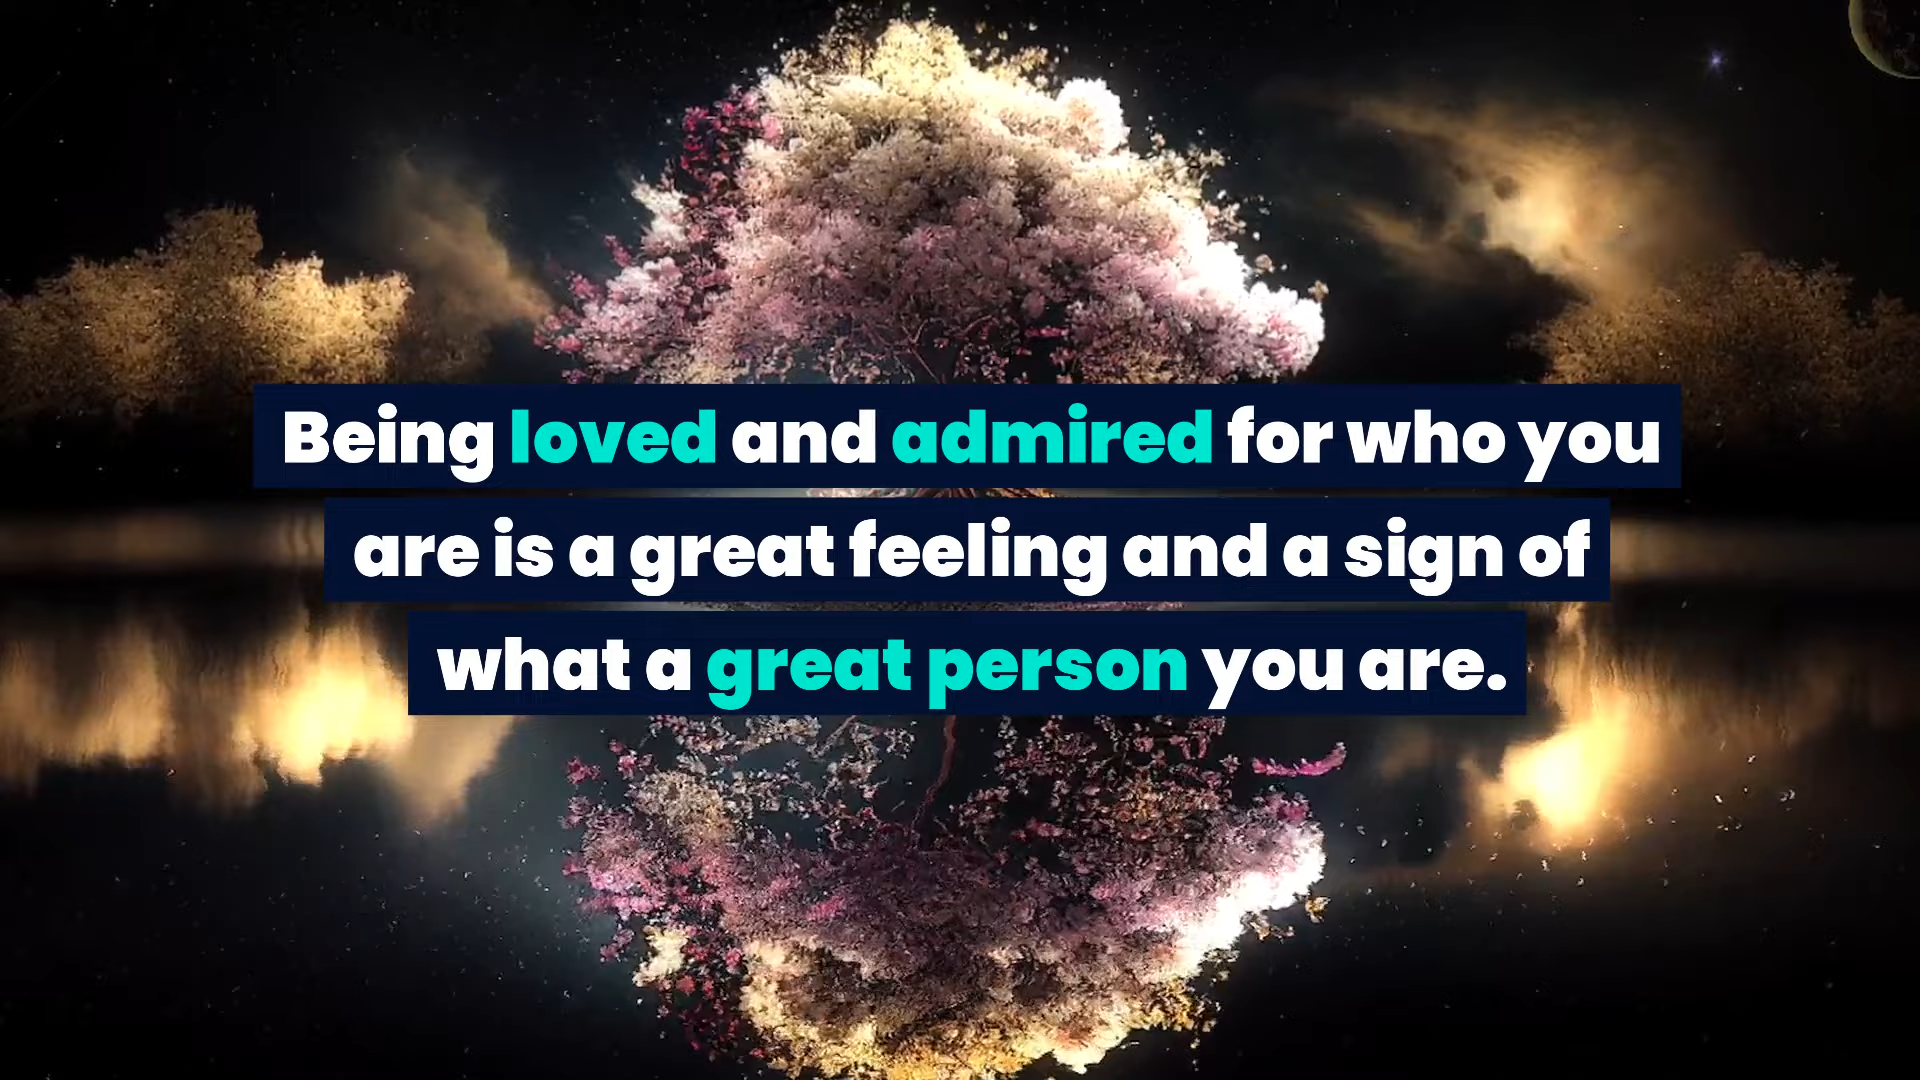 Being loved and admired for who you
are is a great feeling and a sign of
what a great person you are.